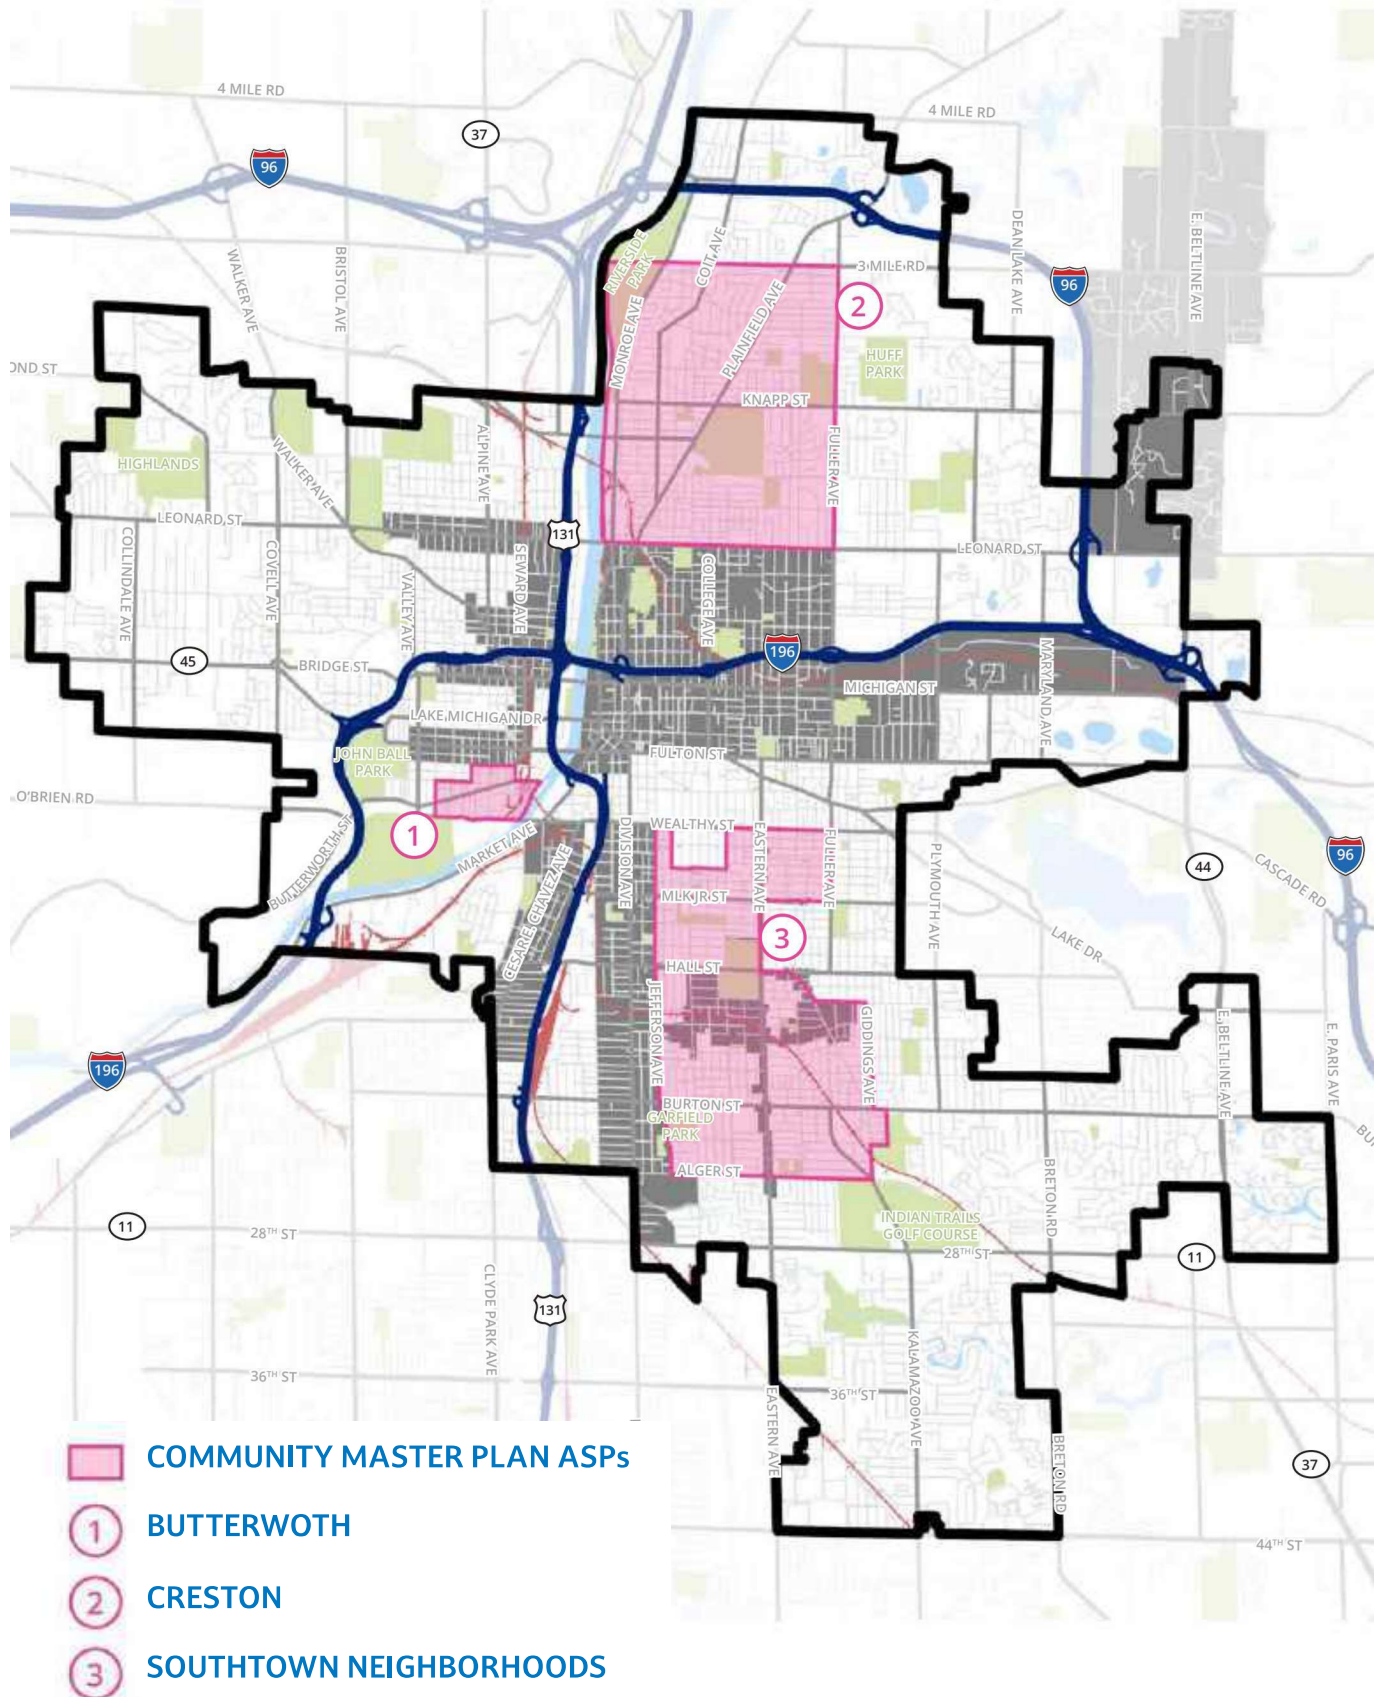 4 MILE RD
4 MILE RD
37
96
DEAN LAKE AVE
E. BELTLINE AVE
WALKER AVE
BRISTOL AVE
RIVERSIDE
PARK
COIT AVE
3 MILE RD
96
2
MONROE AVE
PLAINFIELD AVE
HUFF
PARK
OND ST
KNAPP ST
HIGHLANDS
WALKER AVE
ALPINE AVE
FULLER AVE
LEONARD ST
131
LEONARD ST
COLLINDALE AVE
COVELL AVE
VALLEY AVE
SEWARD AVE
COLLEGE AVE
45
BRIDGE ST
196
MARYLAND AVE
MICHIGAN ST
LAKE MICHIGAN DR
JOHN BALL
PARK
FULTON ST
O'BRIEN RD
1
BUTTERWORTH ST
MARKET AVE
DIVISION AVE
WEALTHY ST
EASTERN AVE
FULLER AVE
PLYMOUTH AVE
44
CASCADE RD
96
CESAR E. CHAVEZ AVE
MLK JR ST
3
LAKE DR
HALL ST
JEFFERSON AVE
GIDDINGS AVE
E. BELTLINE AVE
E. PARIS AVE
196
BURTON ST
GARFIELD
PARK
BU
ALGER ST
BRETON RD
11
28TH ST
INDIAN TRAILS
GOLF COURSE
28TH ST
11
CLYDE PARK AVE
131
KALAMAZOO AVE
36TH ST
36TH ST
EASTERN AVE
BRETON RD
37
44TH ST
COMMUNITY MASTER PLAN ASPs
1 BUTTERWOTH
2 CRESTON
3 SOUTHTOWN NEIGHBORHOODS